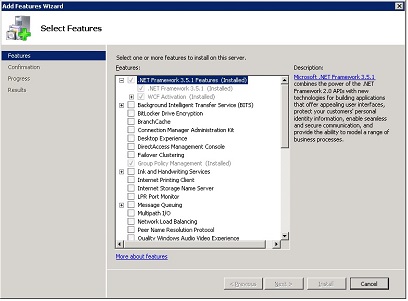 Add Features Wizard
Select Features
Features
Confirmation
Progress
Results
Select one or more features to install on this server.
Features:
.NET Framework 3.5.1 Features (Installed)
.NET Framework 3.5.1 (Installed)
WCF Activation (Installed)
Background Intelligent Transfer Service (BITS)
BitLocker Drive Encryption
BranchCache
Connection Manager Administration Kit
Desktop Experience
DirectAccess Management Console
Failover Clustering
Group Policy Management (Installed)
Ink and Handwriting Services
Internet Printing Client
Internet Storage Name Server
LPR Port Monitor
Message Queuing
Multipath I/O
Network Load Balancing
Peer Name Resolution Protocol
Quality Windows Audio Video Experience
More about features
Description:
Microsoft .NET Framework 3.5.1
combines the power of the .NET
Framework 2.0 APIs with new
technologies for building applications
that offer appealing user interfaces,
protect your customers' personal
identity information, enable seamless
and secure communication, and
provide the ability to model a range of
business processes.
< Previous
Next >
Install
Cancel